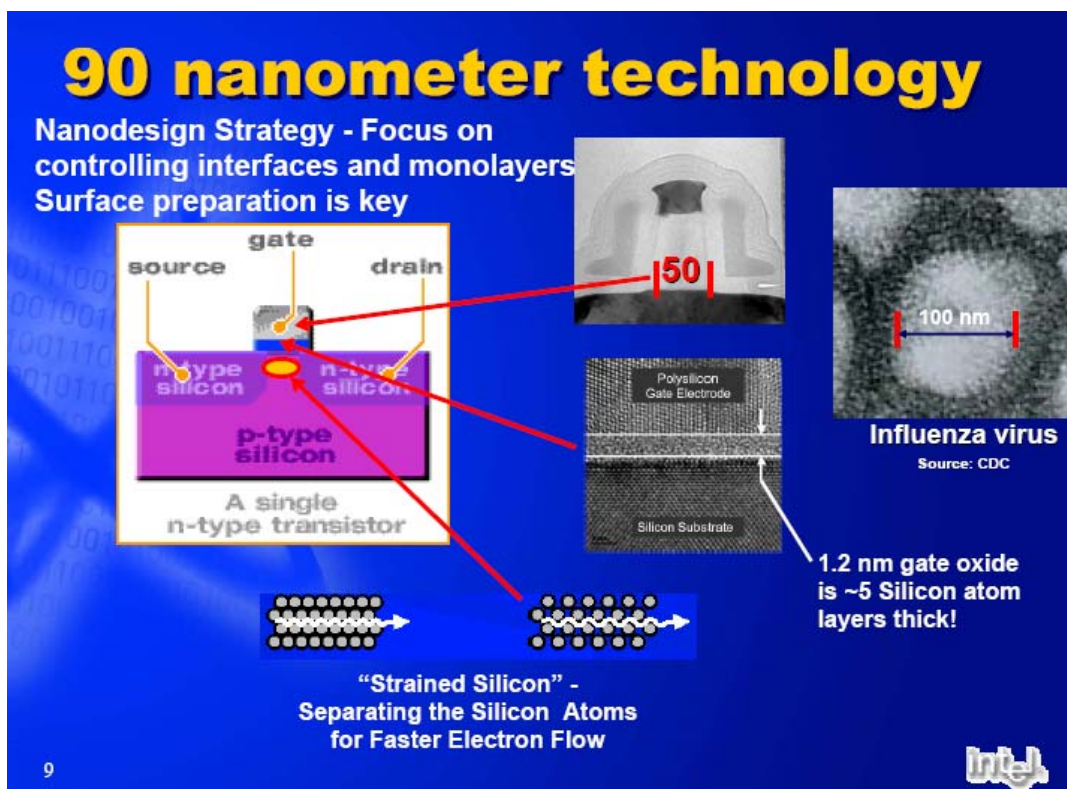 90 nanometer technology
Nanodesign Strategy - Focus on
controlling interfaces and monolayers
Surface preparation is key
gate
source
drain
n-type
silicon
n-type
silicon
p-type
silicon
A single
n-type transistor
50
Polysilicon
Gate Electrode
Silicon Substrate
100 nm
Influenza virus
Source: CDC
1.2 nm gate oxide
is ~5 Silicon atom
layers thick!
“Strained Silicon” -
Separating the Silicon Atoms
for Faster Electron Flow
9
intel